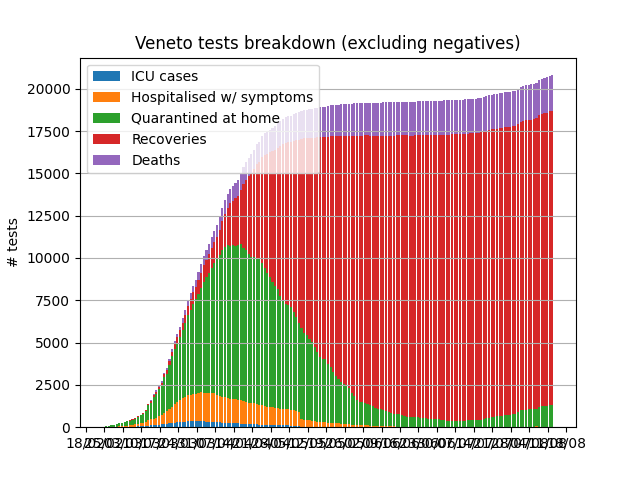 Veneto tests breakdown (excluding negatives)
ICU cases
Hospitalised w/ symptoms
Quarantined at home
Recoveries
Deaths
# tests
20000
17500
15000
12500
10000
7500
5000
2500
0